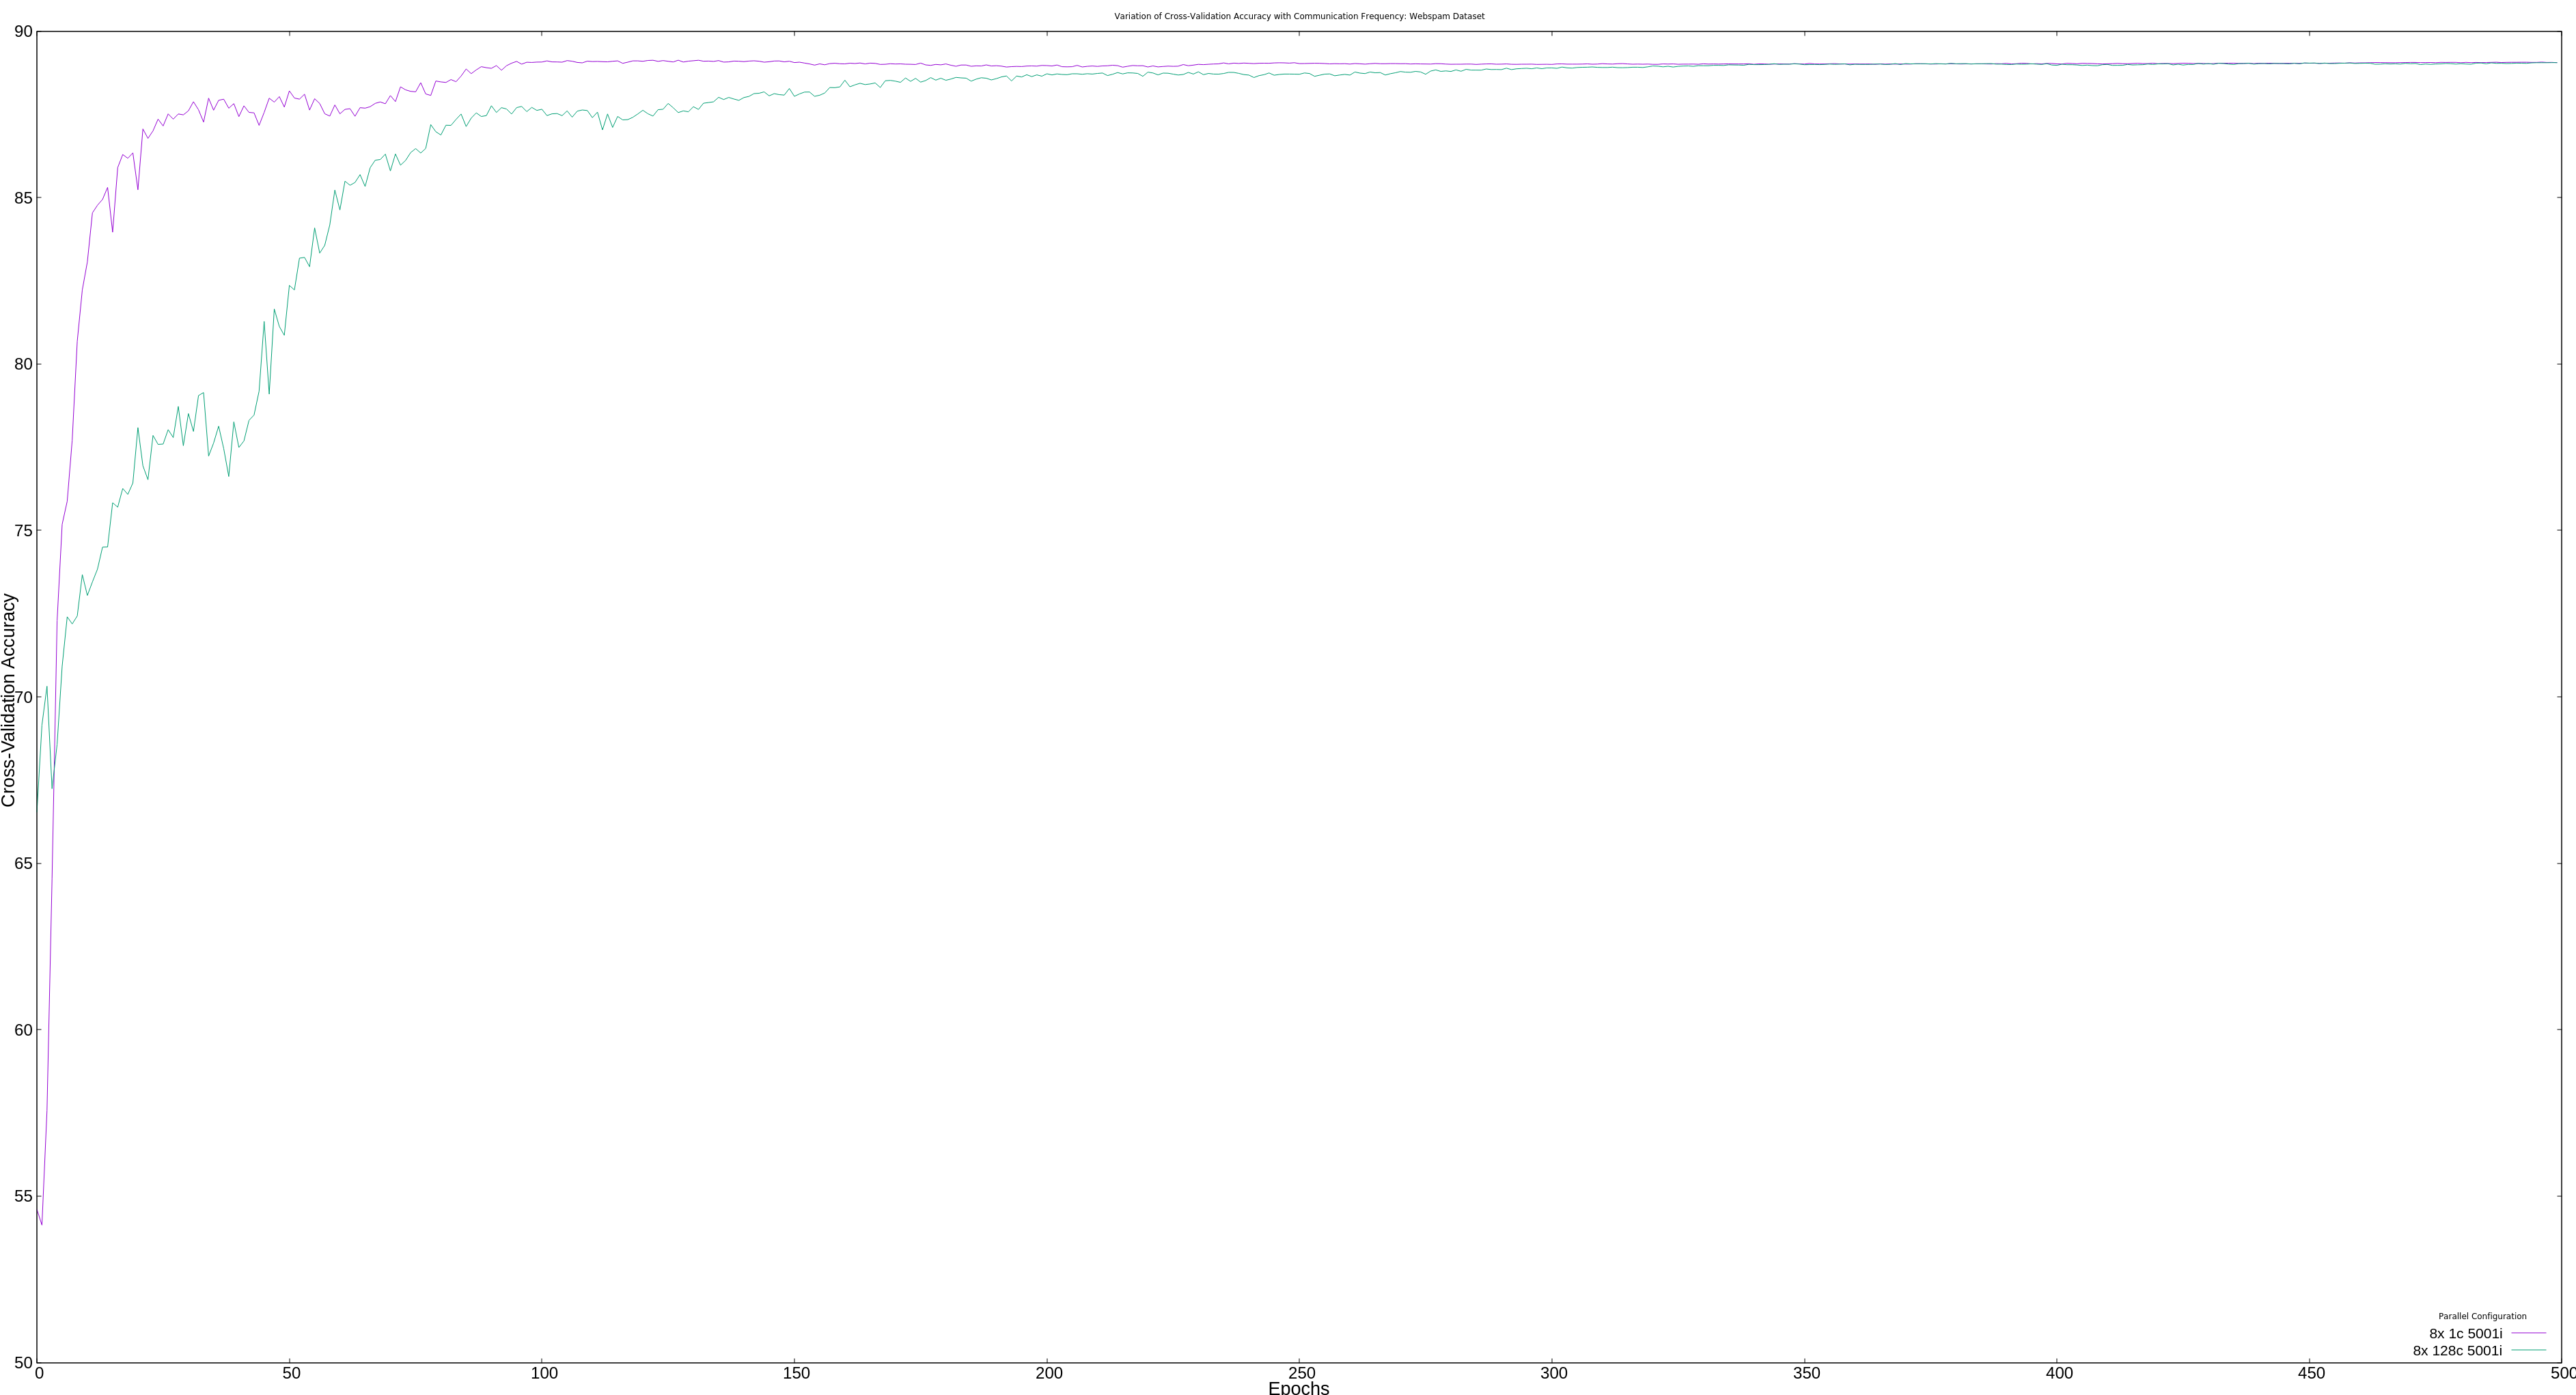 Variation of Cross-Validation Accuracy with Communication Frequency: Webspam Dataset
90
85
80
75
70
65
60
55
50
Cross-Validation Accuracy
0 50 100 150 200 250 300 350 400 450 500
Epochs
Parallel Configuration
8x 1c 5001i
8x 128c 5001i